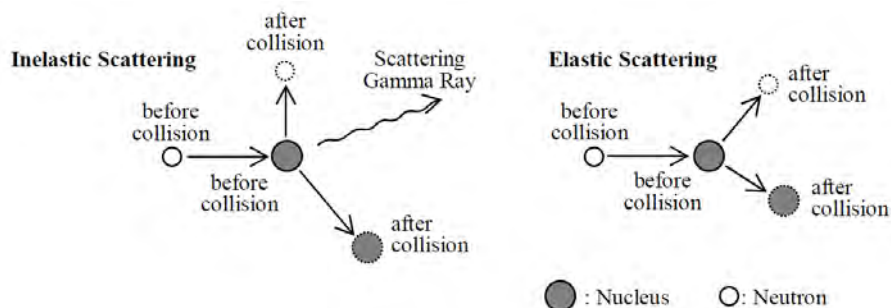 Inelastic Scattering
after
collision
Scattering
Gamma Ray
before
collision
before
collision
after
collision
Elastic Scattering
after
collision
before
collision
before
collision
after
collision
: Nucleus
: Neutron